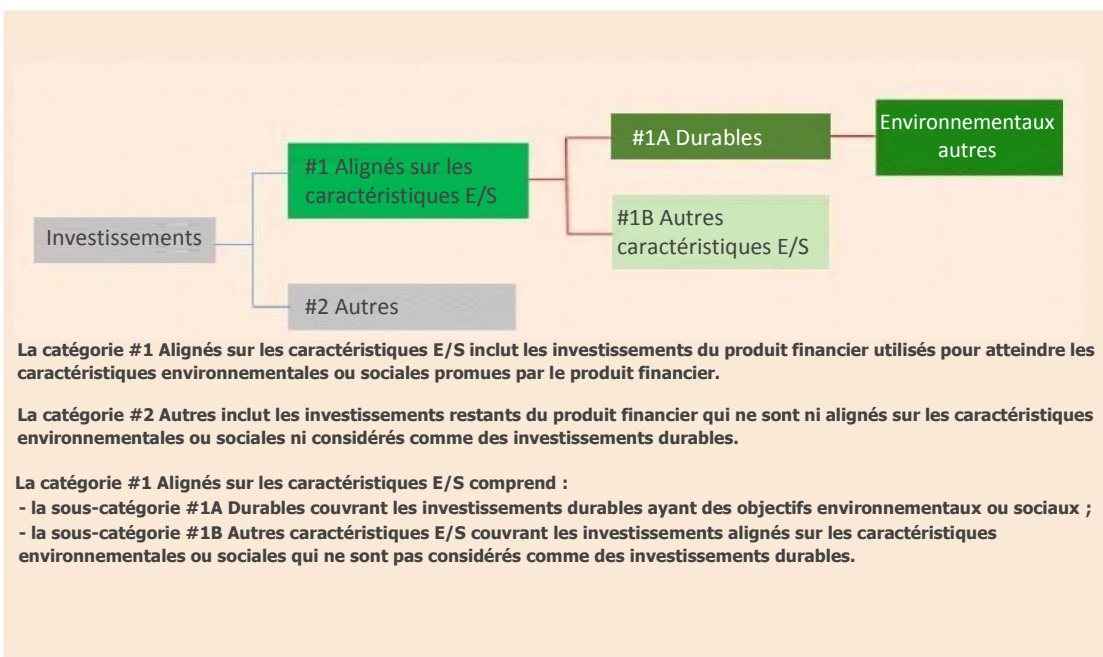 #1A Durables
Environnementaux
autres
#1 Alignés sur les
caractéristiques E/S
#1B Autres
caractéristiques E/S
Investissements
#2 Autres
La catégorie #1 Alignés sur les caractéristiques E/S inclut les investissements du produit financier utilisés pour atteindre les
caractéristiques environnementales ou sociales promues par le produit financier.
La catégorie #2 Autres inclut les investissements restants du produit financier qui ne sont ni alignés sur les caractéristiques
environnementales ou sociales ni considérés comme des investissements durables.
La catégorie #1 Alignés sur les caractéristiques E/S comprend :
- la sous-catégorie #1A Durables couvrant les investissements durables ayant des objectifs environnementaux ou sociaux ;
- la sous-catégorie #1B Autres caractéristiques E/S couvrant les investissements alignés sur les caractéristiques
environnementales ou sociales qui ne sont pas considérés comme des investissements durables.